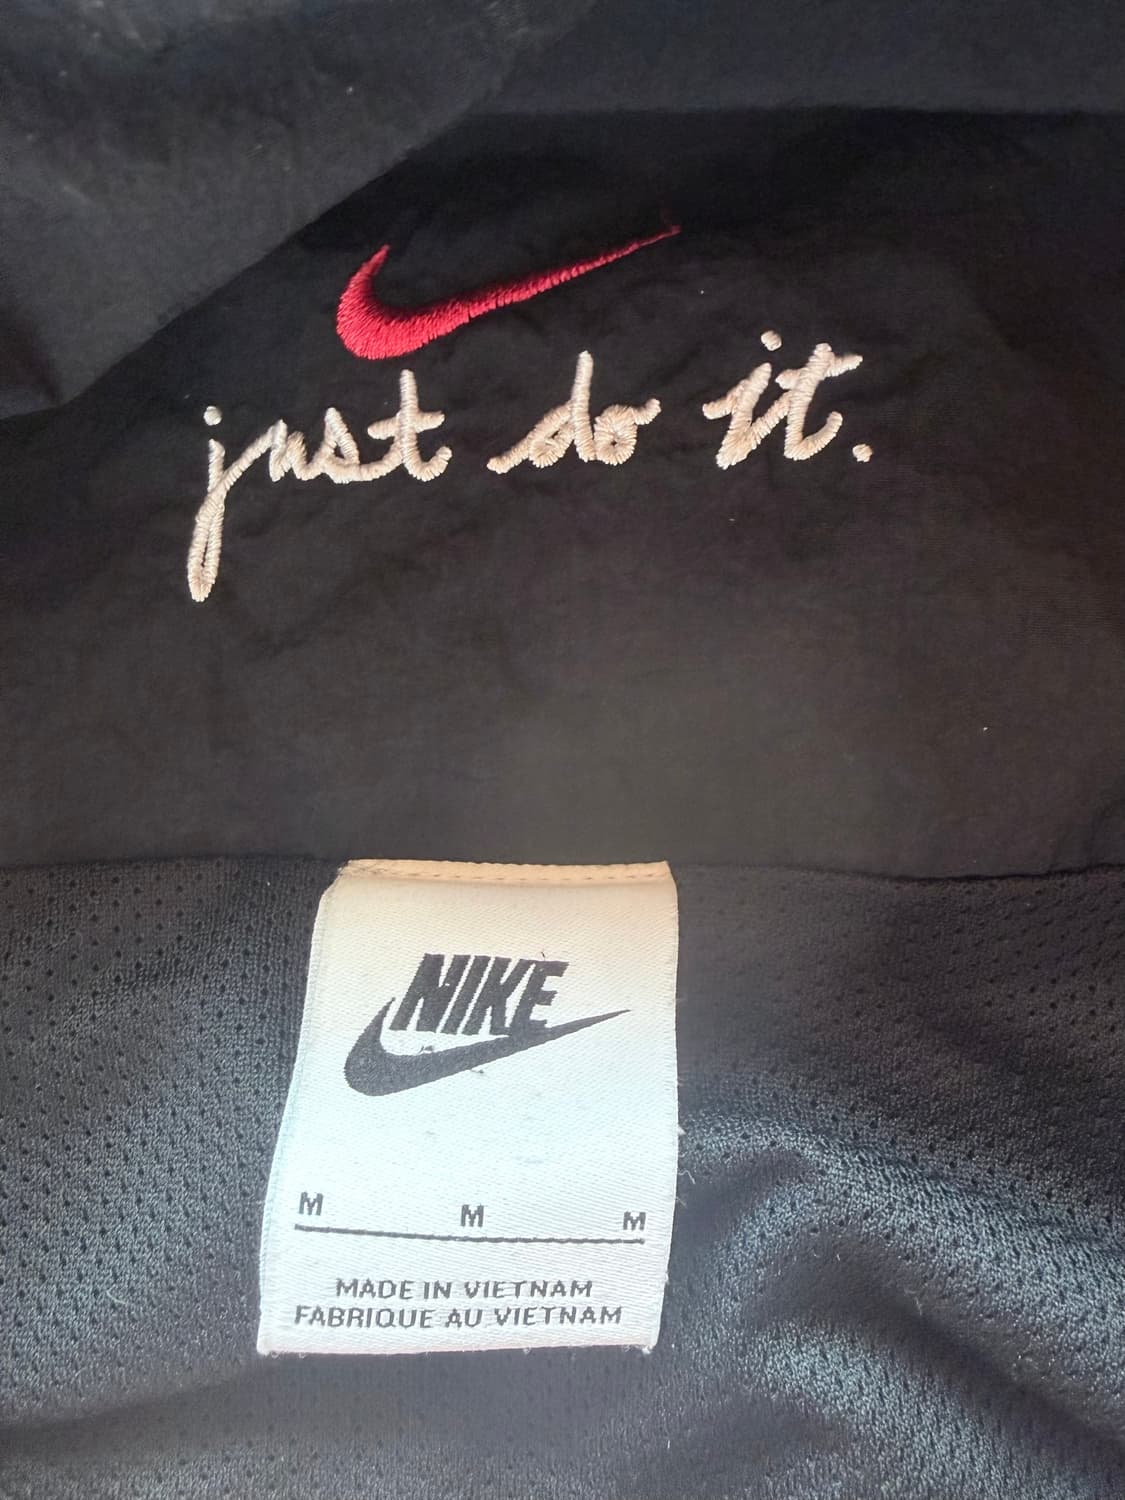 just do it.
NIKE
M M M
MADE IN VIETNAM
FABRIQUE AU VIETNAM